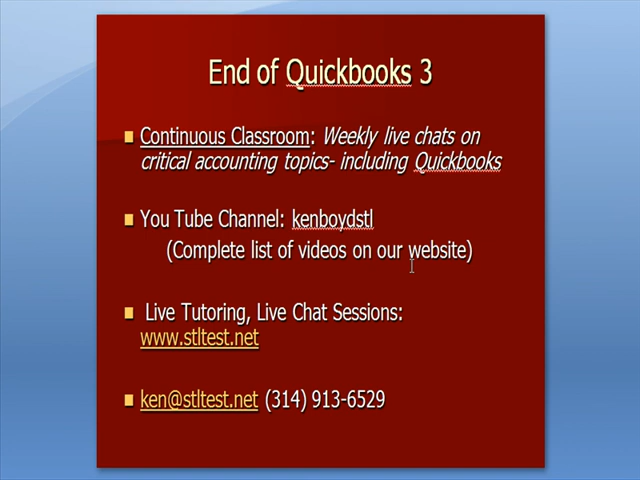 End of Quickbooks 3
Continuous Classroom: Weekly live chats on
critical accounting topics- including Quickbooks
You Tube Channel: kenboydstl
(Complete list of videos on our website)
Live Tutoring, Live Chat Sessions:
www.stltest.net
ken@stltest.net (314) 913-6529